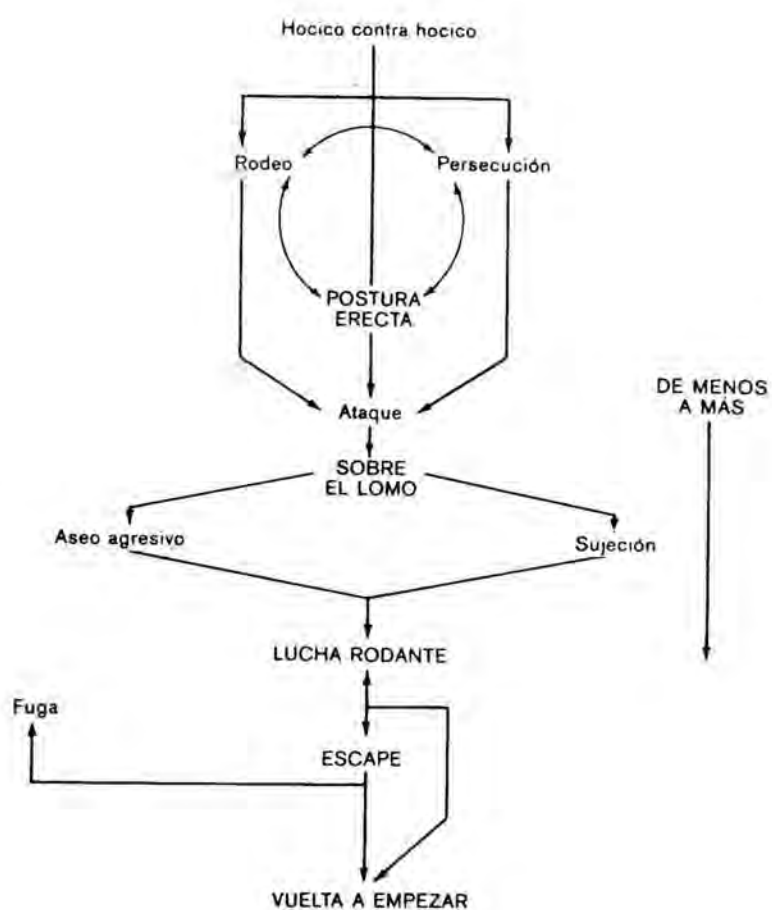 Hocico contra hocico
Rodeo
Persecución
POSTURA
ERECTA
Ataque
DE MENOS
A MÁS
SOBRE
EL LOMO
Aseo agresivo
Sujeción
LUCHA RODANTE
Fuga
ESCAPE
VUELTA A EMPEZAR